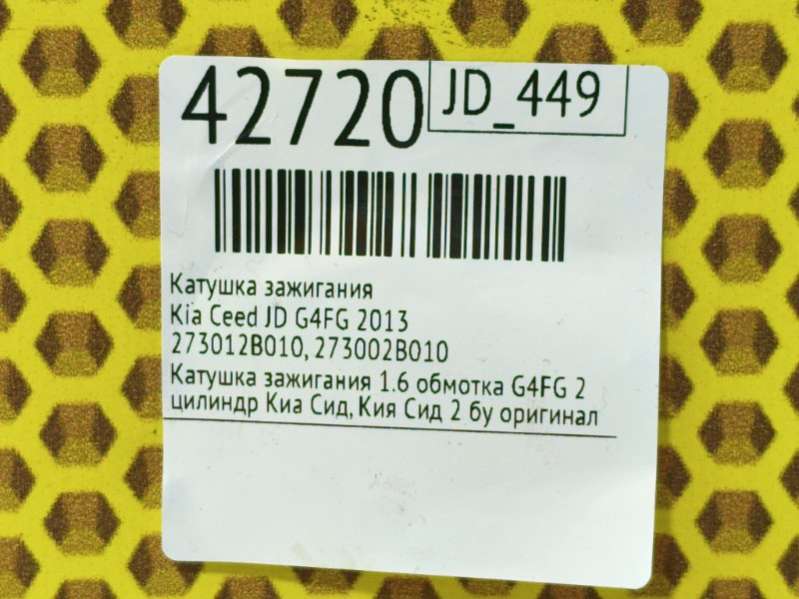 42720
JD_449
Катушка зажигания
Kia Ceed JD G4FG 2013
273012B010, 273002B010
Катушка зажигания 1.6 обмотка G4FG 2
цилиндр Киа Сид, Кия Сид 2 бу оригинал